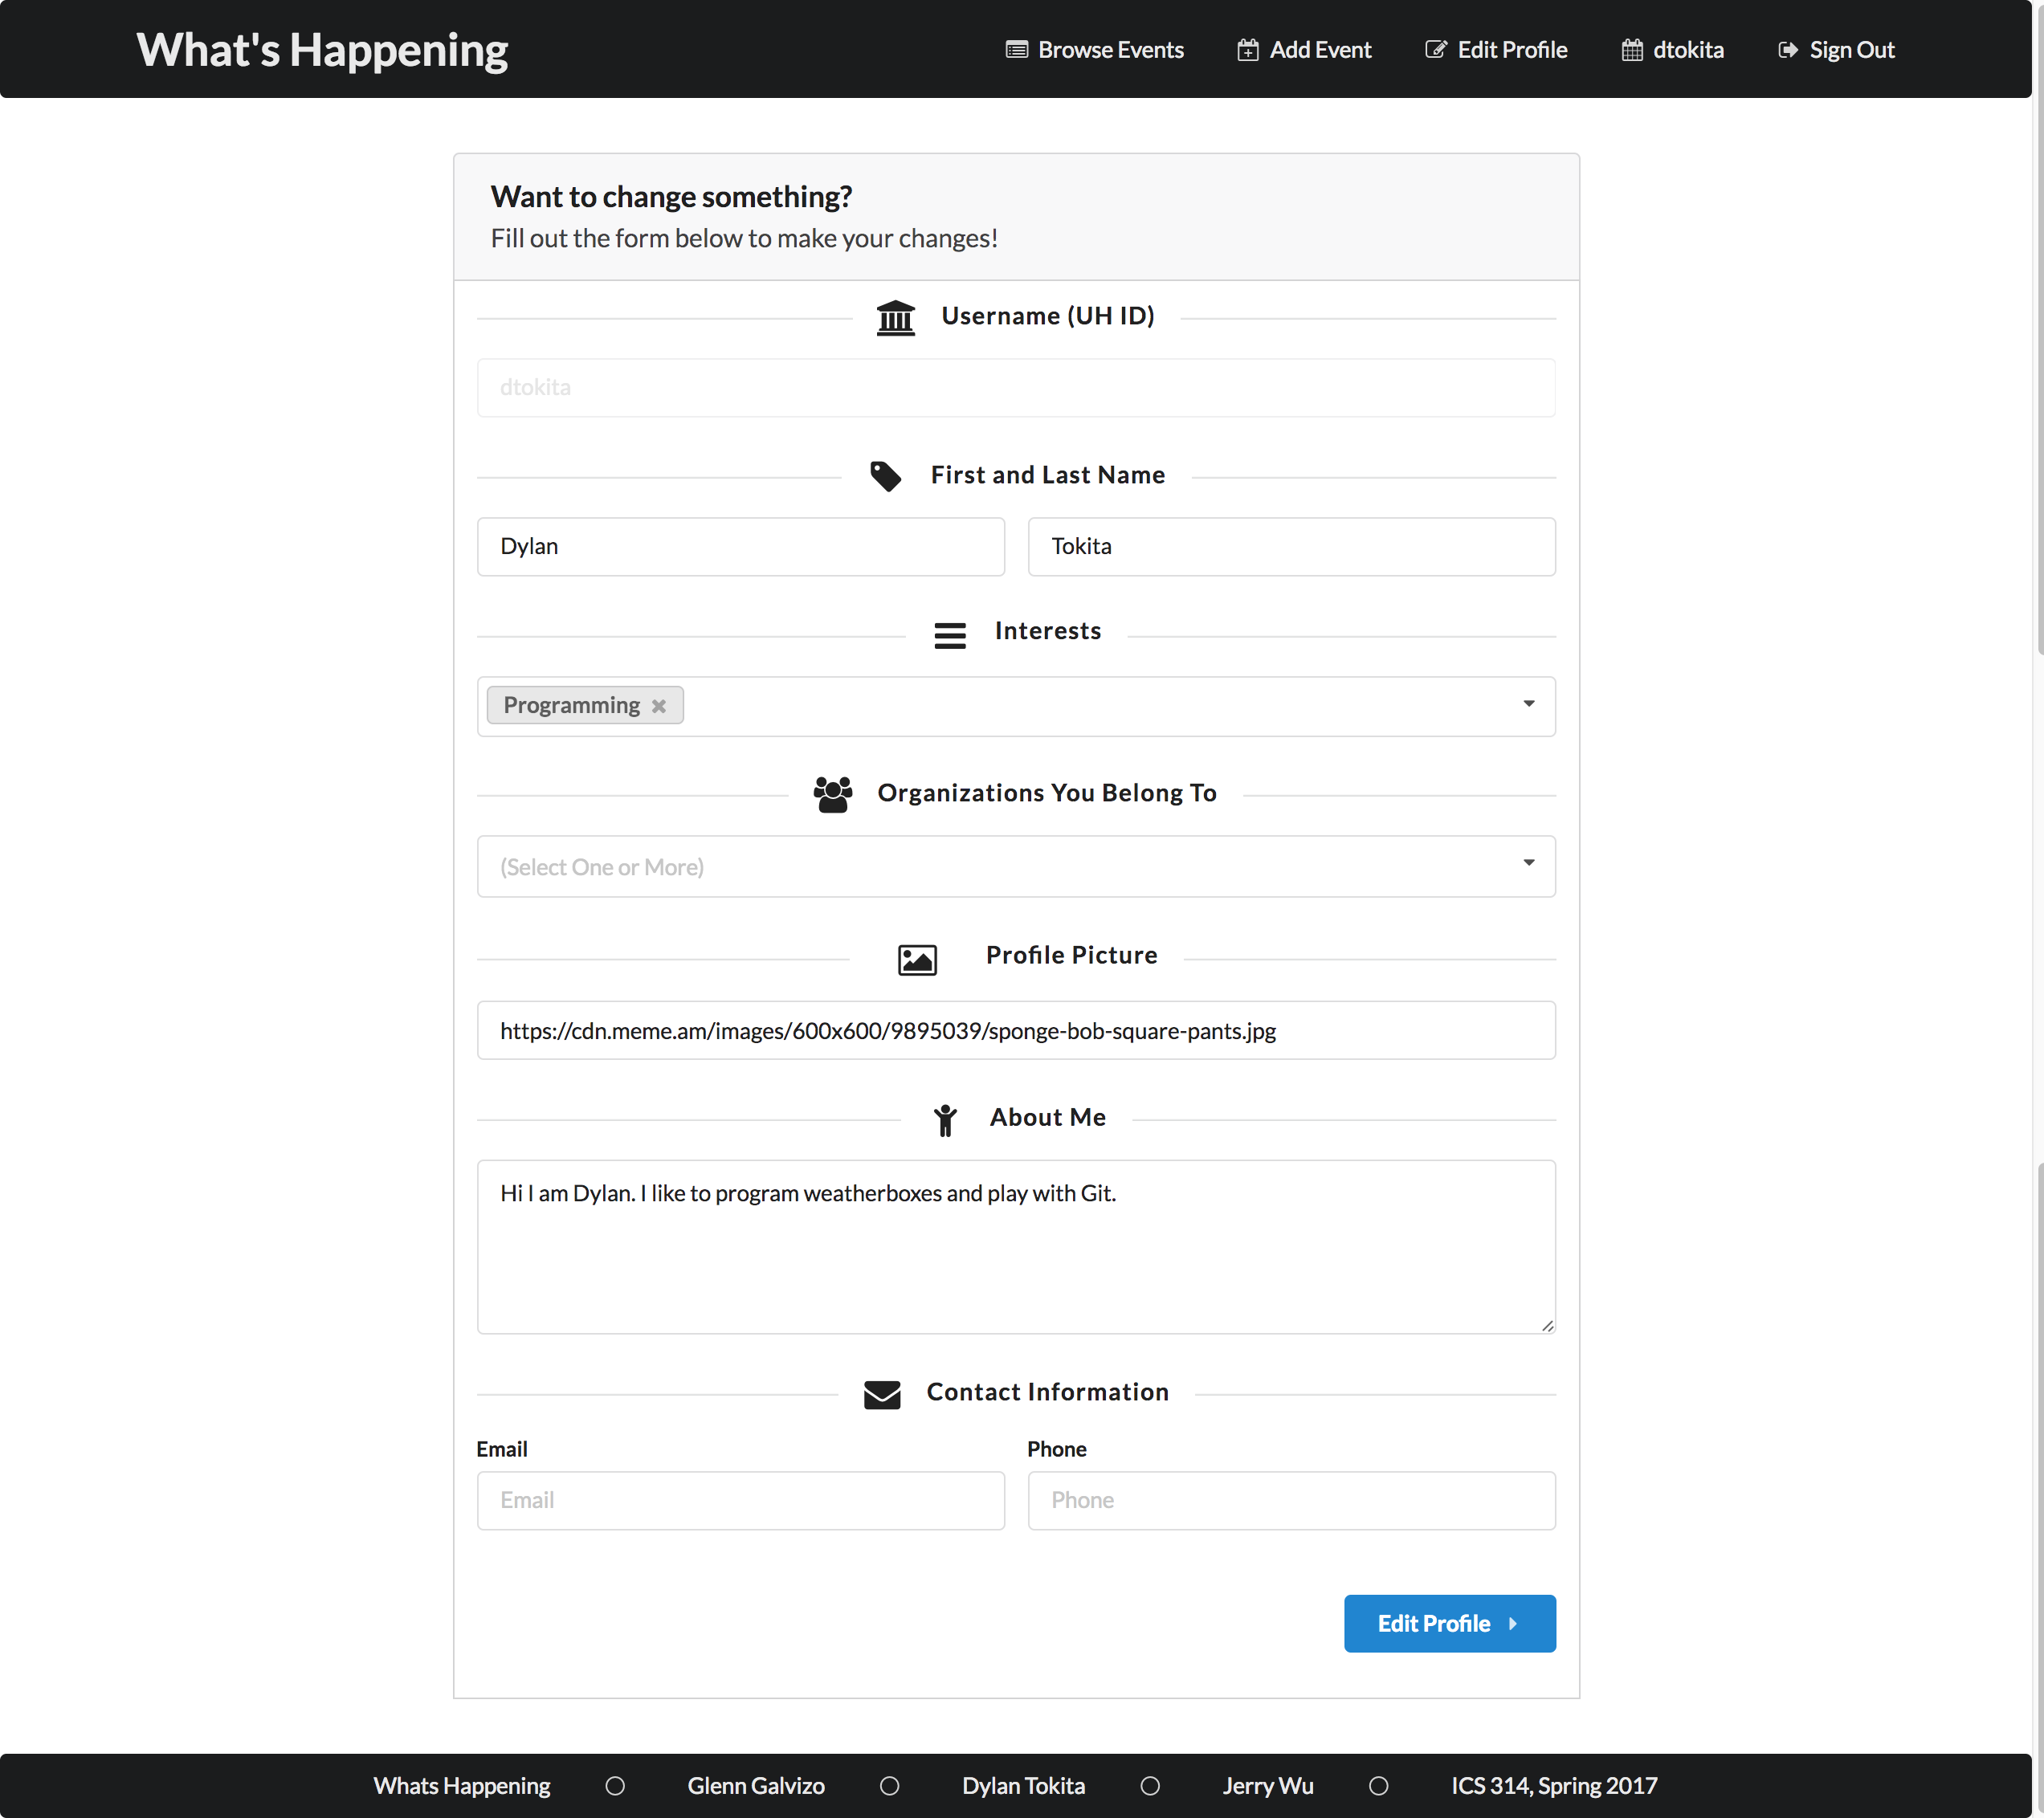 What's Happening
Browse Events
Add Event
Edit Profile
dtokita
Sign Out
Want to change something?
Fill out the form below to make your changes!
Username (UH ID)
dtokita
First and Last Name
Dylan
Tokita
Interests
Programming
Organizations You Belong To
(Select One or More)
Profile Picture
https://cdn.meme.am/images/600x600/9895039/sponge-bob-square-pants.jpg
About Me
Hi I am Dylan. I like to program weatherboxes and play with Git.
Contact Information
Email
Phone
Email
Phone
Edit Profile
Whats Happening
Glenn Galvizo
Dylan Tokita
Jerry Wu
ICS 314, Spring 2017